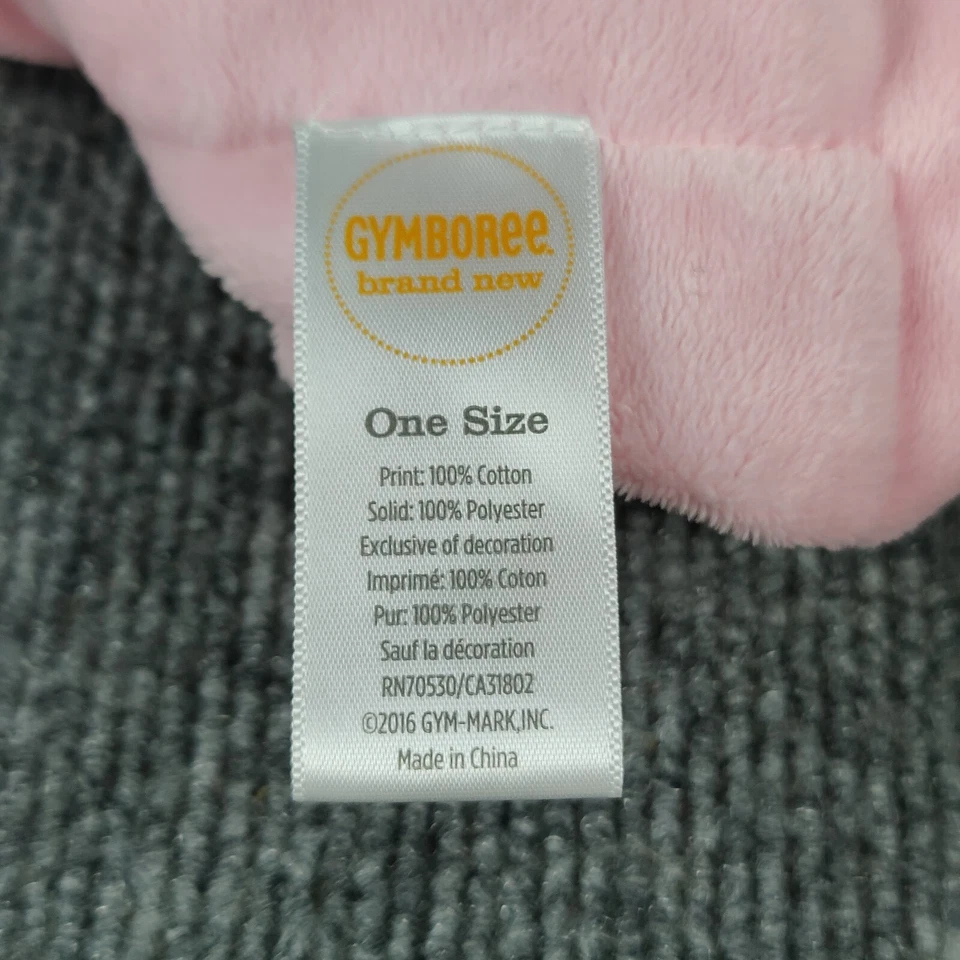 GYMBOREE.
brand new
One Size
Print: 100% Cotton
Solid: 100% Polyester
Exclusive of decoration
Imprimé: 100% Coton
Pur: 100% Polyester
Sauf la décoration
RN70530/CA31802
©2016 GYM-MARK,INC.
Made in China